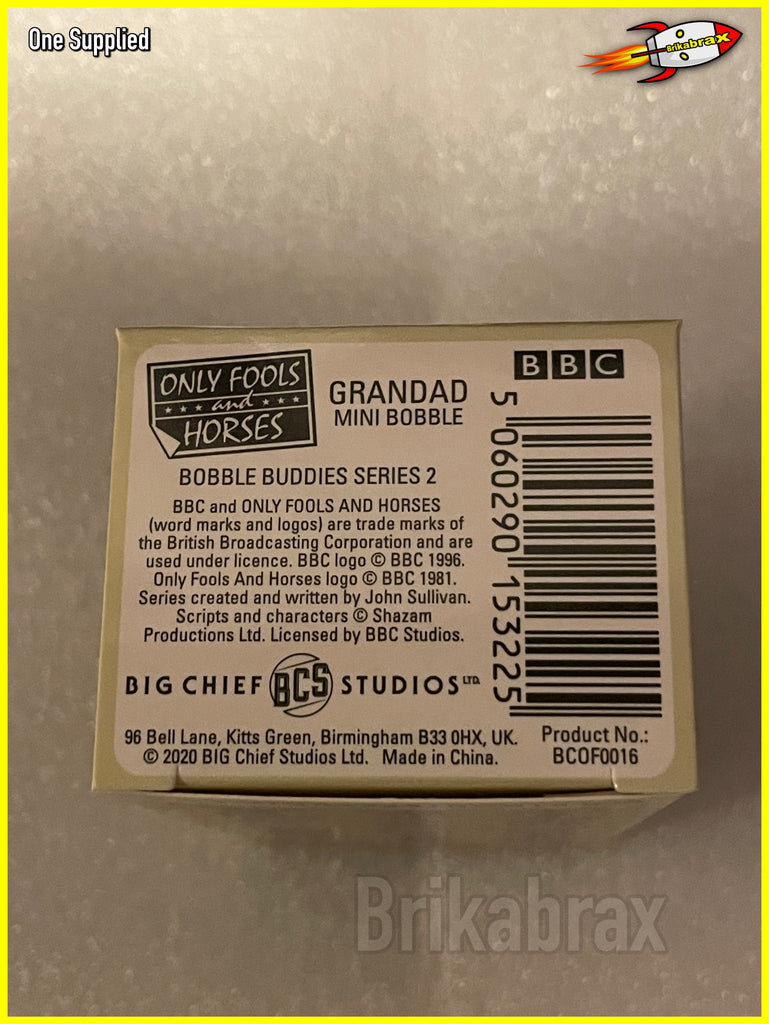 One Supplied
Brikabrax
ONLY FOOLS
and
HORSES
GRANDAD
MINI BOBBLE
BBC
BOBBLE BUDDIES SERIES 2
BBC and ONLY FOOLS AND HORSES
(word marks and logos) are trade marks of
the British Broadcasting Corporation and are
used under licence. BBC logo © BBC 1996.
Only Fools And Horses logo © BBC 1981.
Series created and written by John Sullivan.
Scripts and characters © Shazam
Productions Ltd. Licensed by BBC Studios.
5 060290 153225
BIG CHIEF BCS STUDIOS LTD.
96 Bell Lane, Kitts Green, Birmingham B33 0HX, UK.
© 2020 BIG Chief Studios Ltd. Made in China.
Product No.:
BCOF0016
Brikabrax